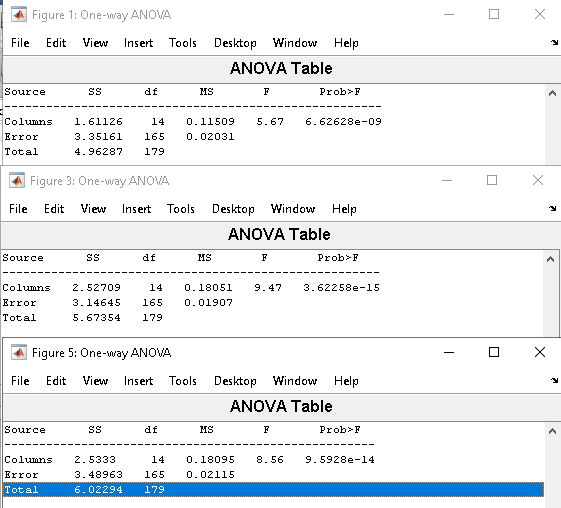 Figure 1: One-way ANOVA
File Edit View Insert Tools Desktop Window Help
ANOVA Table
Source SS df MS F Prob>F
Columns 1.61126 14 0.11509 5.67 6.62628e-09
Error 3.35161 165 0.02031
Total 4.96287 179
Figure 3: One-way ANOVA
File Edit View Insert Tools Desktop Window Help
ANOVA Table
Source SS df MS F Prob>F
Columns 2.52709 14 0.18051 9.47 3.62258e-15
Error 3.14645 165 0.01907
Total 5.67354 179
Figure 5: One-way ANOVA
File Edit View Insert Tools Desktop Window Help
ANOVA Table
Source SS df MS F Prob>F
Columns 2.5333 14 0.18095 8.56 9.5928e-14
Error 3.48963 165 0.02115
Total 6.02294 179